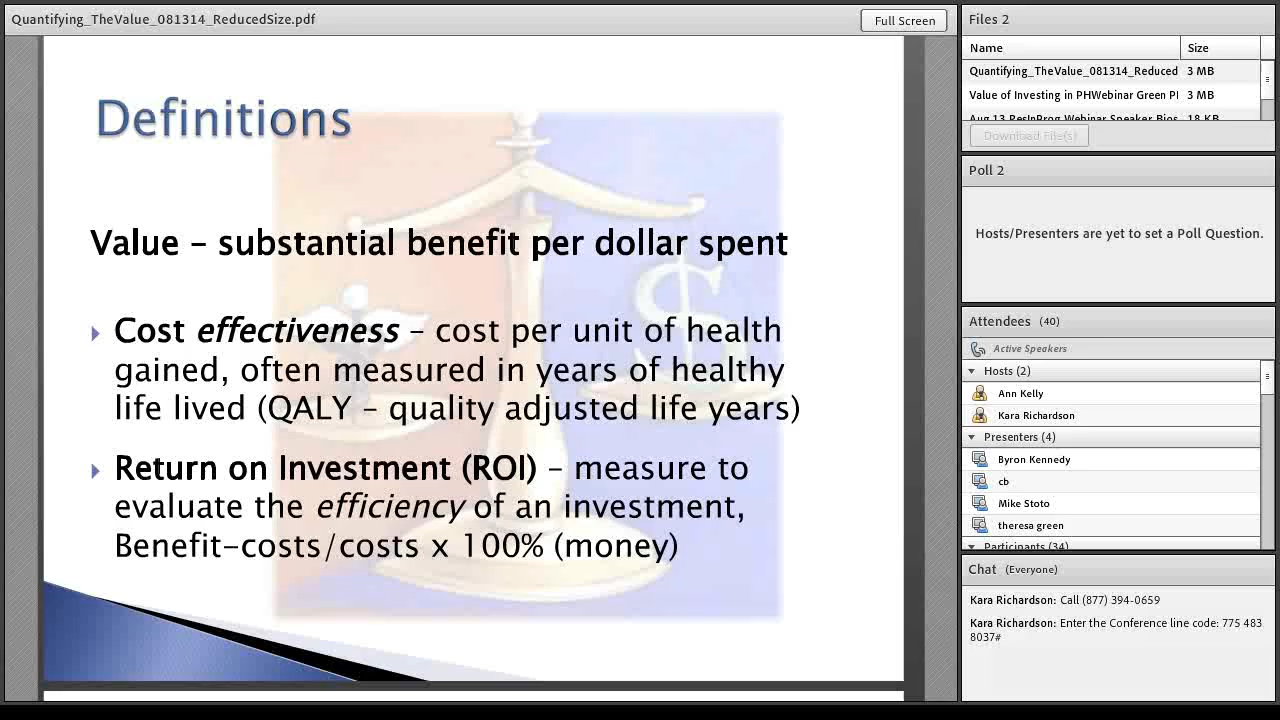 Quantifying_TheValue_081314_ReducedSize.pdf
Full Screen
Definitions
Value – substantial benefit per dollar spent
Cost effectiveness – cost per unit of health
gained, often measured in years of healthy
life lived (QALY – quality adjusted life years)
Return on Investment (ROI) – measure to
evaluate the efficiency of an investment,
Benefit-costs/costs x 100% (money)
Files 2
Name Size
Quantifying_TheValue_081314_Reduced 3 MB
Value of Investing in PHWebinar Green Pl 3 MB
Aug 13 ResInProg Webinar Speaker Bios 18 KB
Download File(s)
Poll 2
Hosts/Presenters are yet to set a Poll Question.
Attendees (40)
Active Speakers
Hosts (2)
Ann Kelly
Kara Richardson
Presenters (4)
Byron Kennedy
cb
Mike Stoto
theresa green
Participants (34)
Chat (Everyone)
Kara Richardson: Call (877) 394-0659
Kara Richardson: Enter the Conference line code: 775 483
8037#